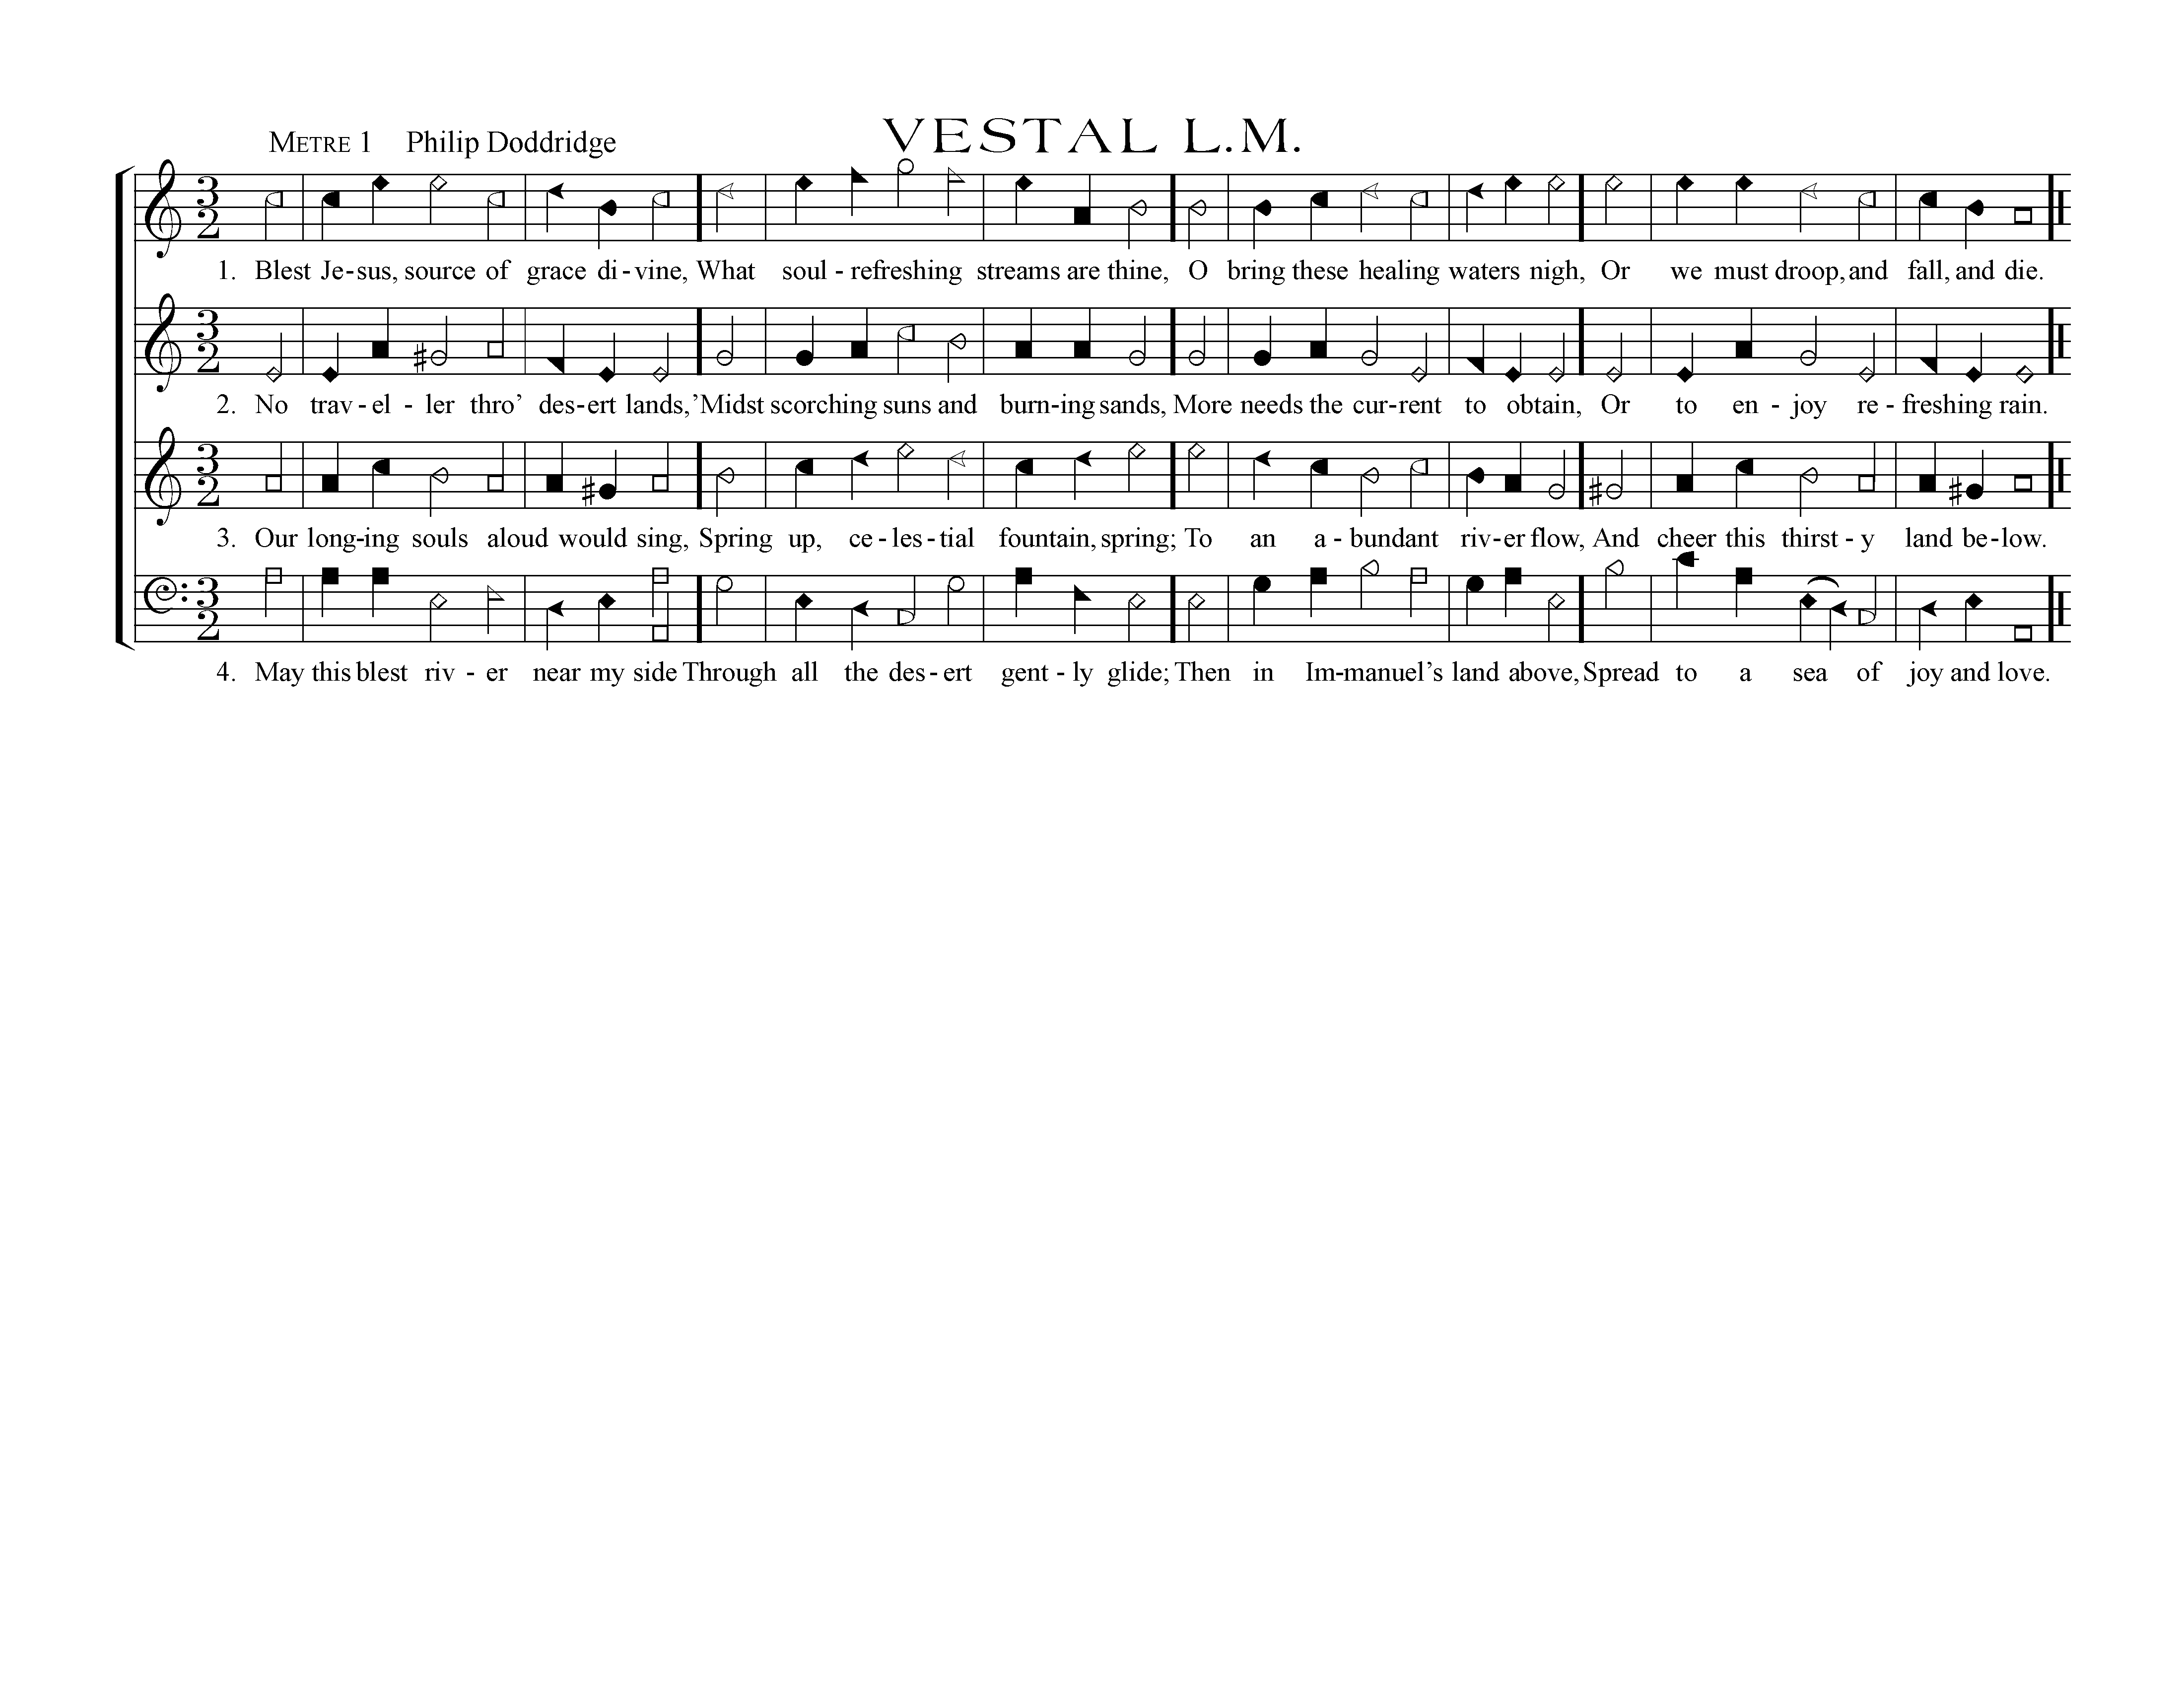 VESTAL L.M.
METRE 1 Philip Doddridge
3 2
1. Blest Je-sus, source of grace di-vine, What soul-refreshing streams are thine, O bring these healing waters nigh, Or we must droop, and fall, and die.
3 2
2. No trav-el-ler thro’ des-ert lands, ’Midst scorching suns and burn-ing sands, More needs the cur-rent to obtain, Or to en-joy re-freshing rain.
3 2
3. Our long-ing souls aloud would sing, Spring up, ce-les-tial fountain, spring; To an a-bundant riv-er flow, And cheer this thirst-y land be-low.
3 2
4. May this blest riv-er near my side Through all the des-ert gent-ly glide; Then in Im-manuel’s land above, Spread to a sea of joy and love.